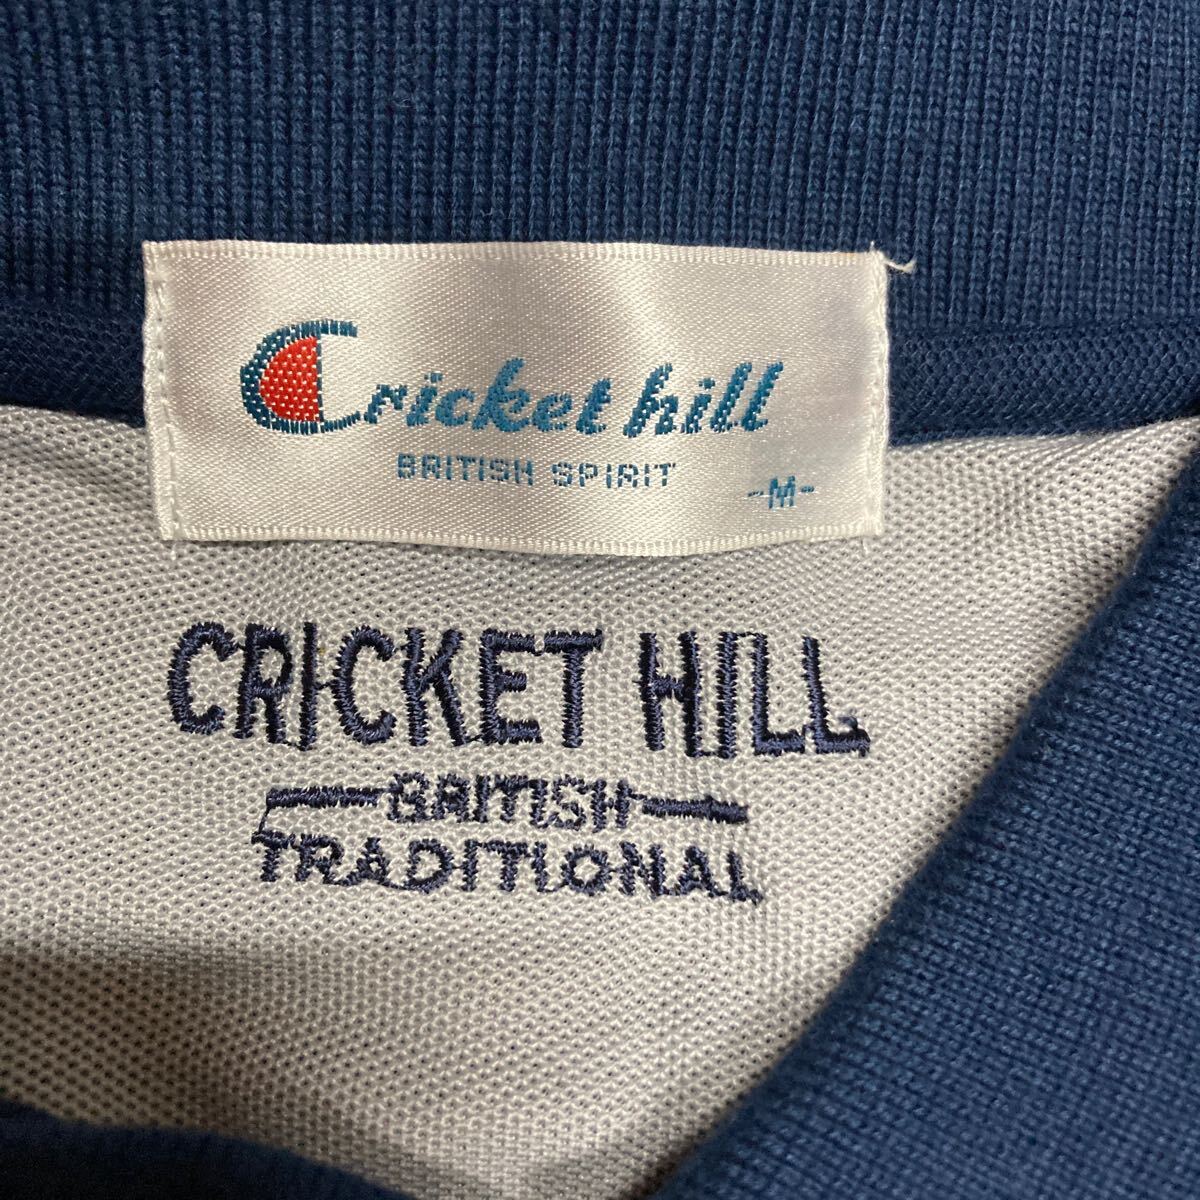 Cricket hill
BRITISH SPIRIT
-M-
CRICKET HILL
BRITISH
TRADITIONAL